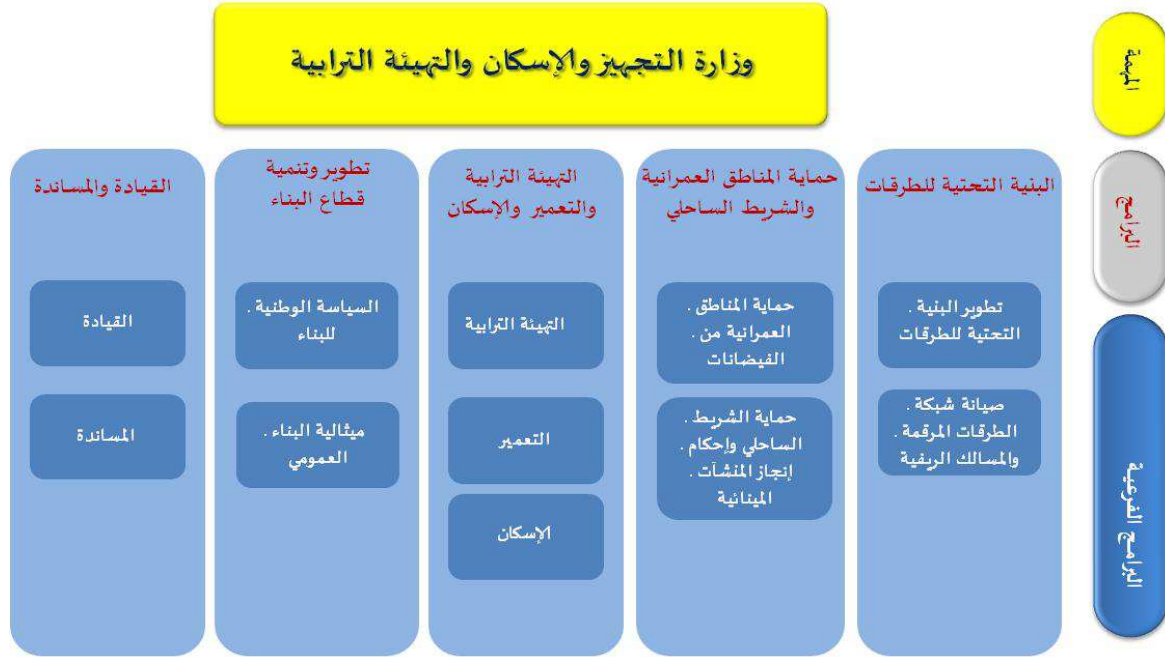 وزارة التجهيز والإسكان والتهيئة الترابية
المهمة
البرامج
البرامج الفرعية
البنية التحتية للطرقات
تطوير البنية .
التحتية للطرقات
صيانة شبكة .
الطرقات المرقمة .
والمسالك الريفية
حماية المناطق العمرانية
والشريط الساحلي
حماية المناطق .
العمرانية من .
الفيضانات
حماية الشريط .
الساحلي وإحكام .
إنجاز المنشآت .
المينائية
التهيئة الترابية
والتعمير والإسكان
التهيئة الترابية
التعمير
الإسكان
تطوير وتنمية
قطاع البناء
السياسة الوطنية .
للبناء
ميثالية البناء .
العمومي
القيادة والمساندة
القيادة
المساندة